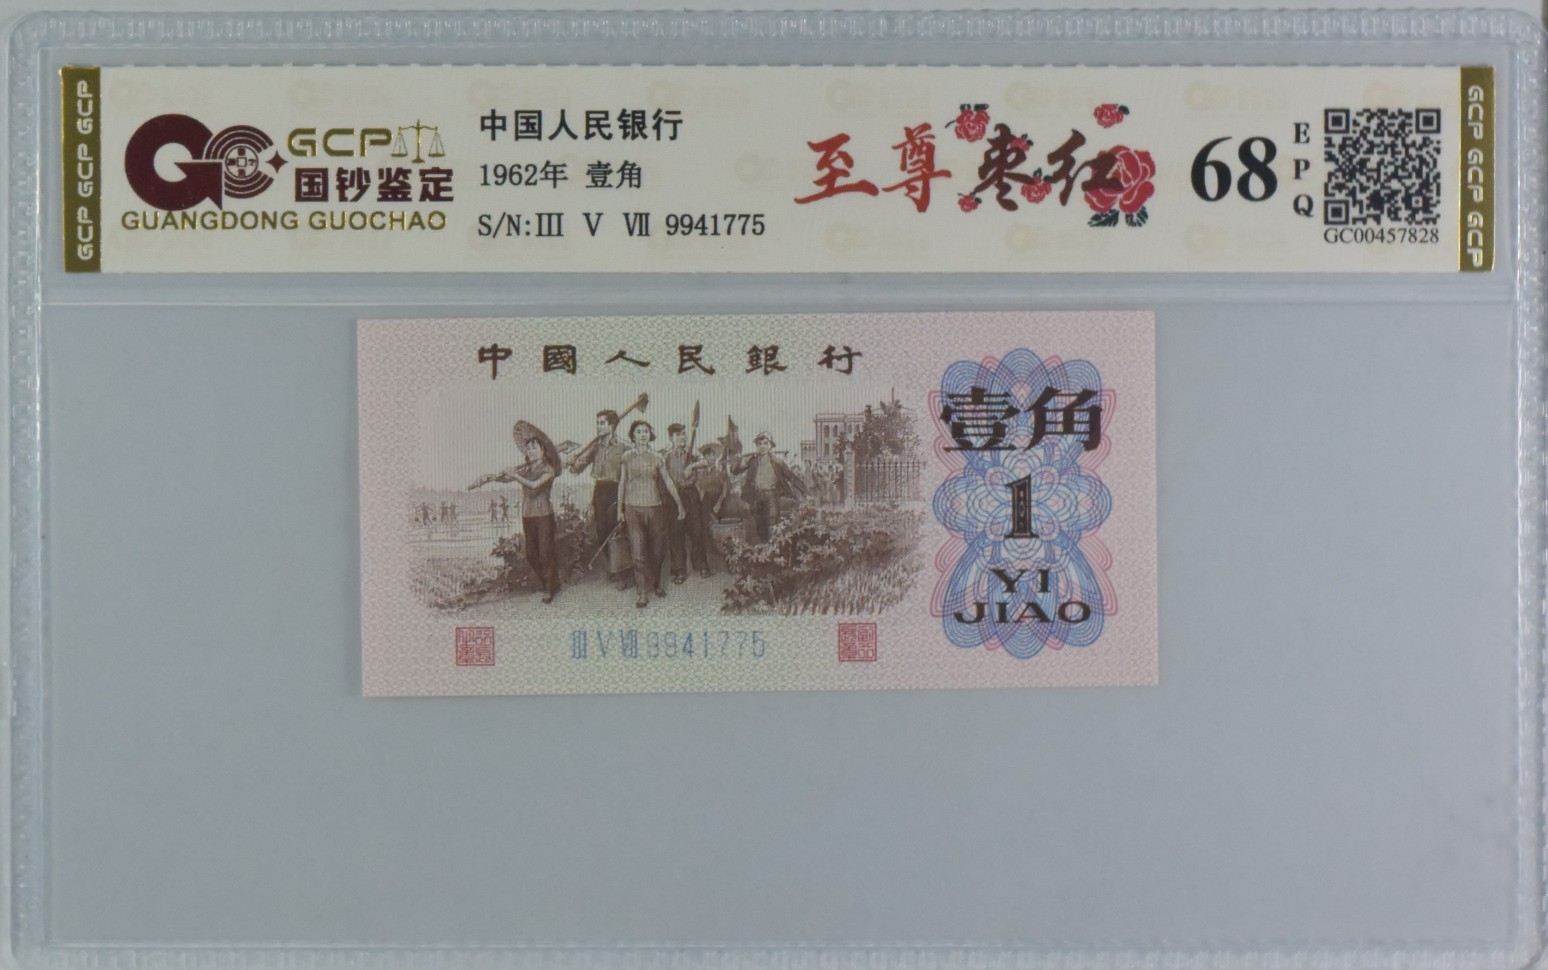 GCP GCP GCP
GCP
国钞鉴定
GUANGDONG GUOCHAO
中国人民银行
1962年 壹角
S/N:Ⅲ Ⅴ Ⅶ 9941775
至尊枣红
68
EPQ
GC00457828
GCP GCP GCP
中國人民銀行
壹角
1
YI
JIAO
Ⅲ Ⅴ Ⅶ 9941775